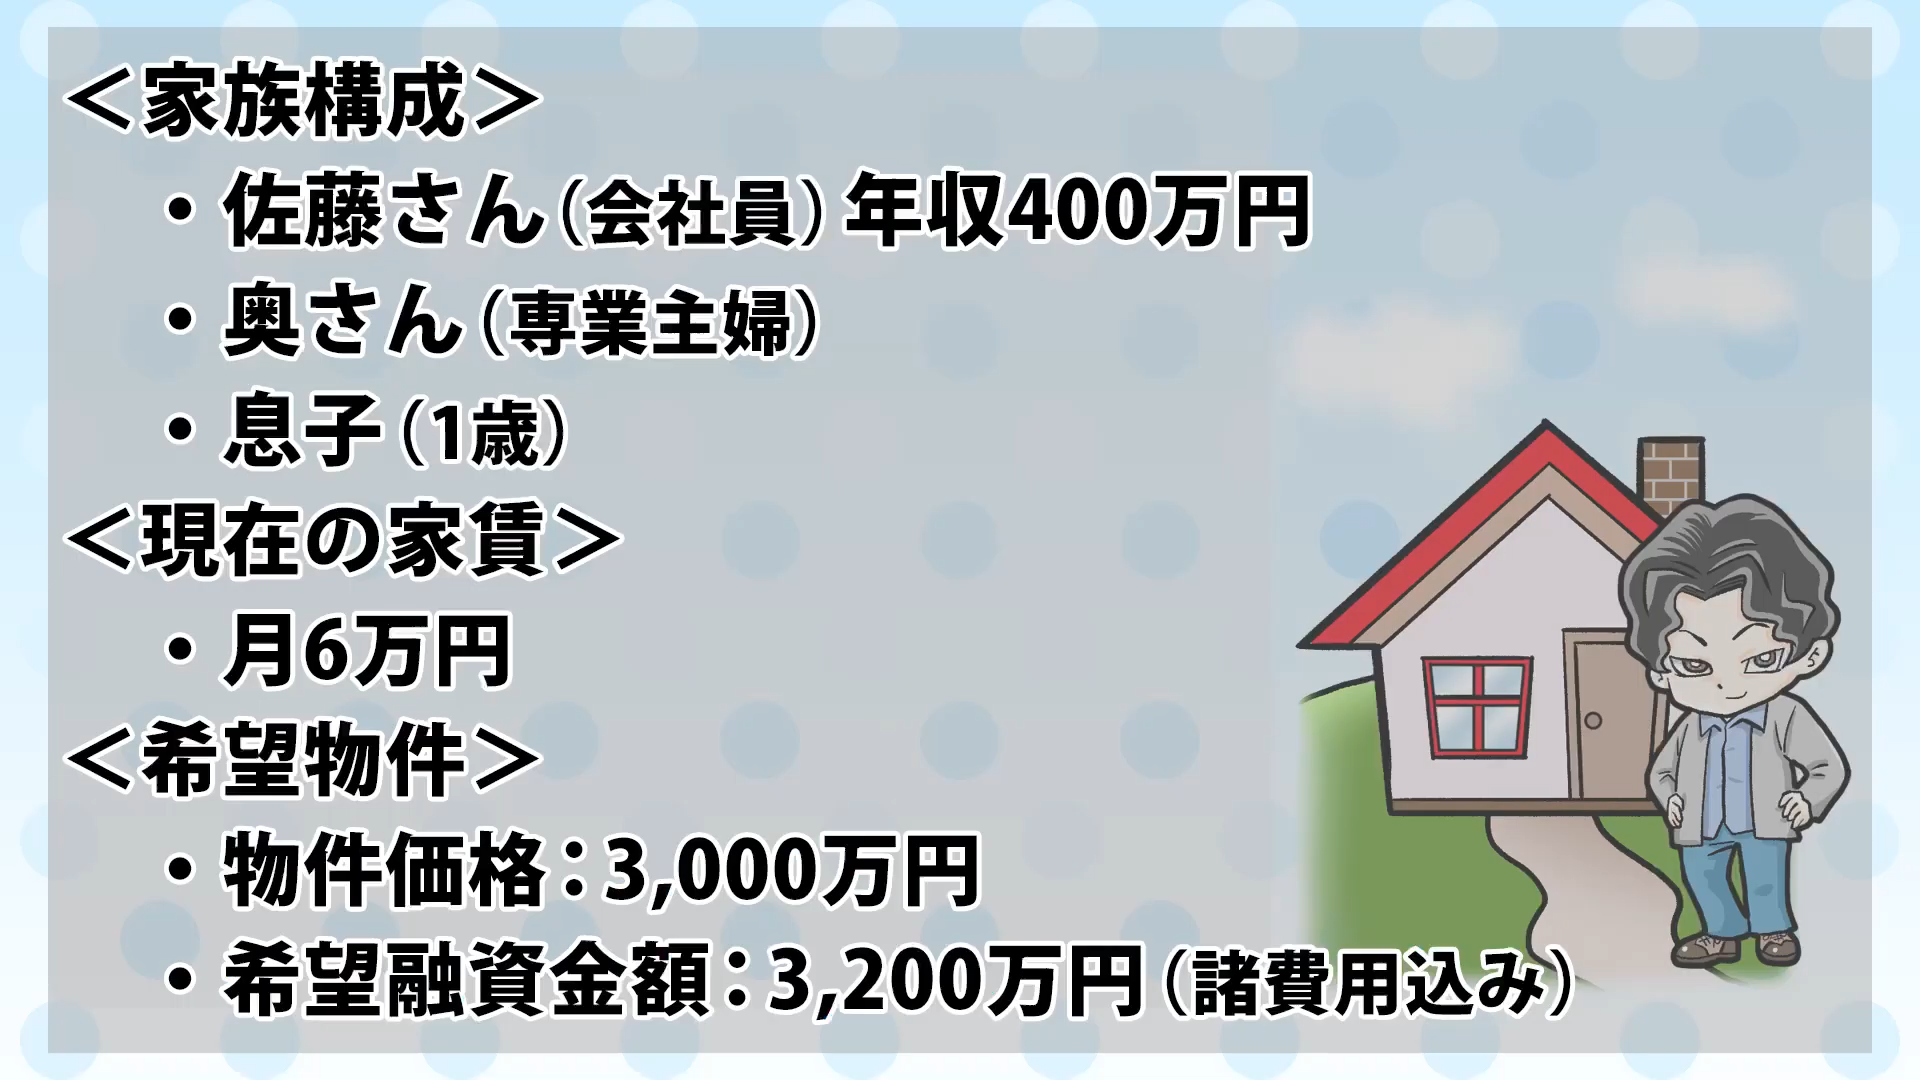 ＜家族構成＞
・佐藤さん（会社員）年収400万円
・奥さん（専業主婦）
・息子（1歳）
＜現在の家賃＞
・月6万円
＜希望物件＞
・物件価格：3,000万円
・希望融資金額：3,200万円（諸費用込み）